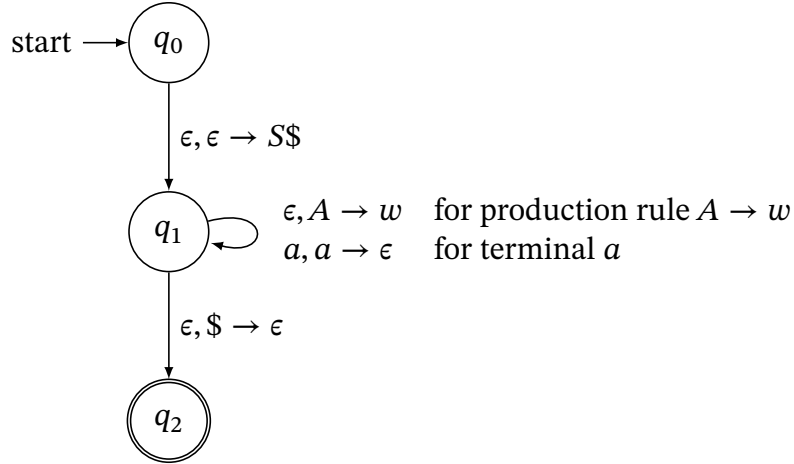 start q₀
ϵ, ϵ → S$
q₁
ϵ, A → w for production rule A → w
a, a → ϵ for terminal a
ϵ, $ → ϵ
q₂